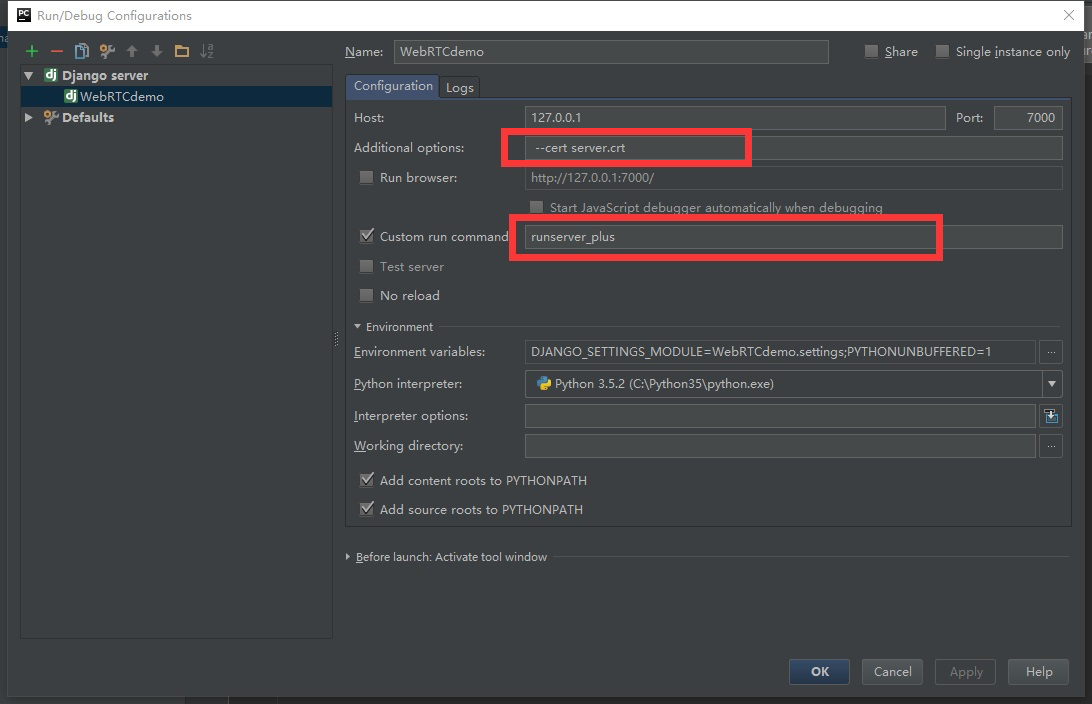 PC Run/Debug Configurations
Name: WebRTCdemo Share Single instance only
dj Django server
dj WebRTCdemo
Defaults
Configuration Logs
Host: 127.0.0.1 Port: 7000
Additional options: --cert server.crt
Run browser: http://127.0.0.1:7000/
Start JavaScript debugger automatically when debugging
Custom run command runserver_plus
Test server
No reload
Environment
Environment variables: DJANGO_SETTINGS_MODULE=WebRTCdemo.settings;PYTHONUNBUFFERED=1 ...
Python interpreter: Python 3.5.2 (C:\Python35\python.exe)
Interpreter options:
Working directory: ...
Add content roots to PYTHONPATH
Add source roots to PYTHONPATH
Before launch: Activate tool window
OK Cancel Apply Help